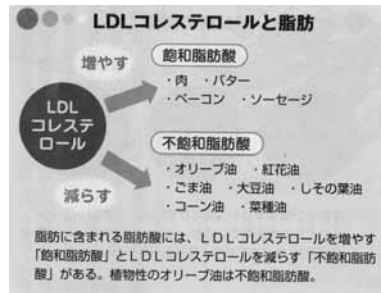 LDLコレステロールと脂肪
増やす
飽和脂肪酸
・肉 ・バター
・ベーコン ・ソーセージ
LDL
コレステ
ロール
不飽和脂肪酸
・オリーブ油 ・紅花油
・ごま油 ・大豆油 ・しその葉油
・コーン油 ・菜種油
減らす
脂肪に含まれる脂肪酸には、LDLコレステロールを増やす
「飽和脂肪酸」とLDLコレステロールを減らす「不飽和脂肪
酸」がある。植物性のオリーブ油は不飽和脂肪酸。